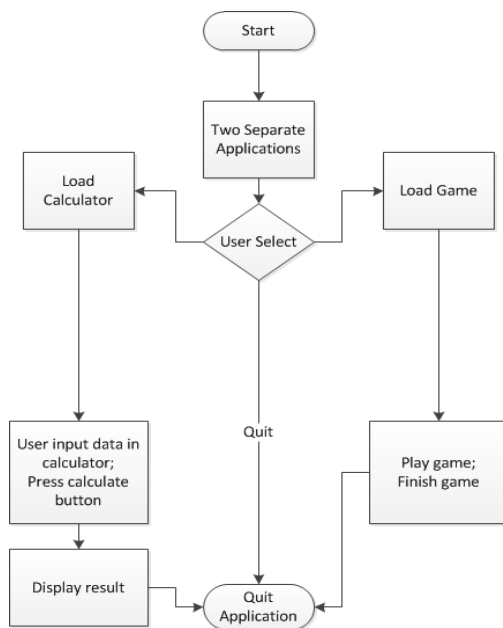 Start
Two Separate
Applications
Load
Calculator
User Select
Load Game
Quit
User input data in
calculator;
Press calculate
button
Play game;
Finish game
Display result
Quit
Application